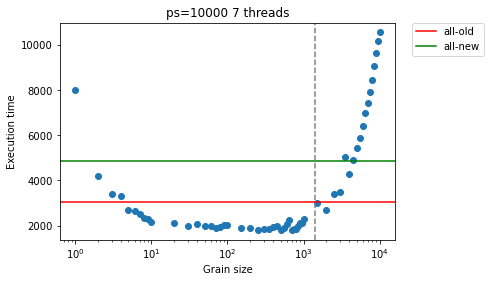 ps=10000 7 threads
all-old
all-new
Execution time
10000
8000
6000
4000
2000
10⁰
10¹
10²
10³
10⁴
Grain size